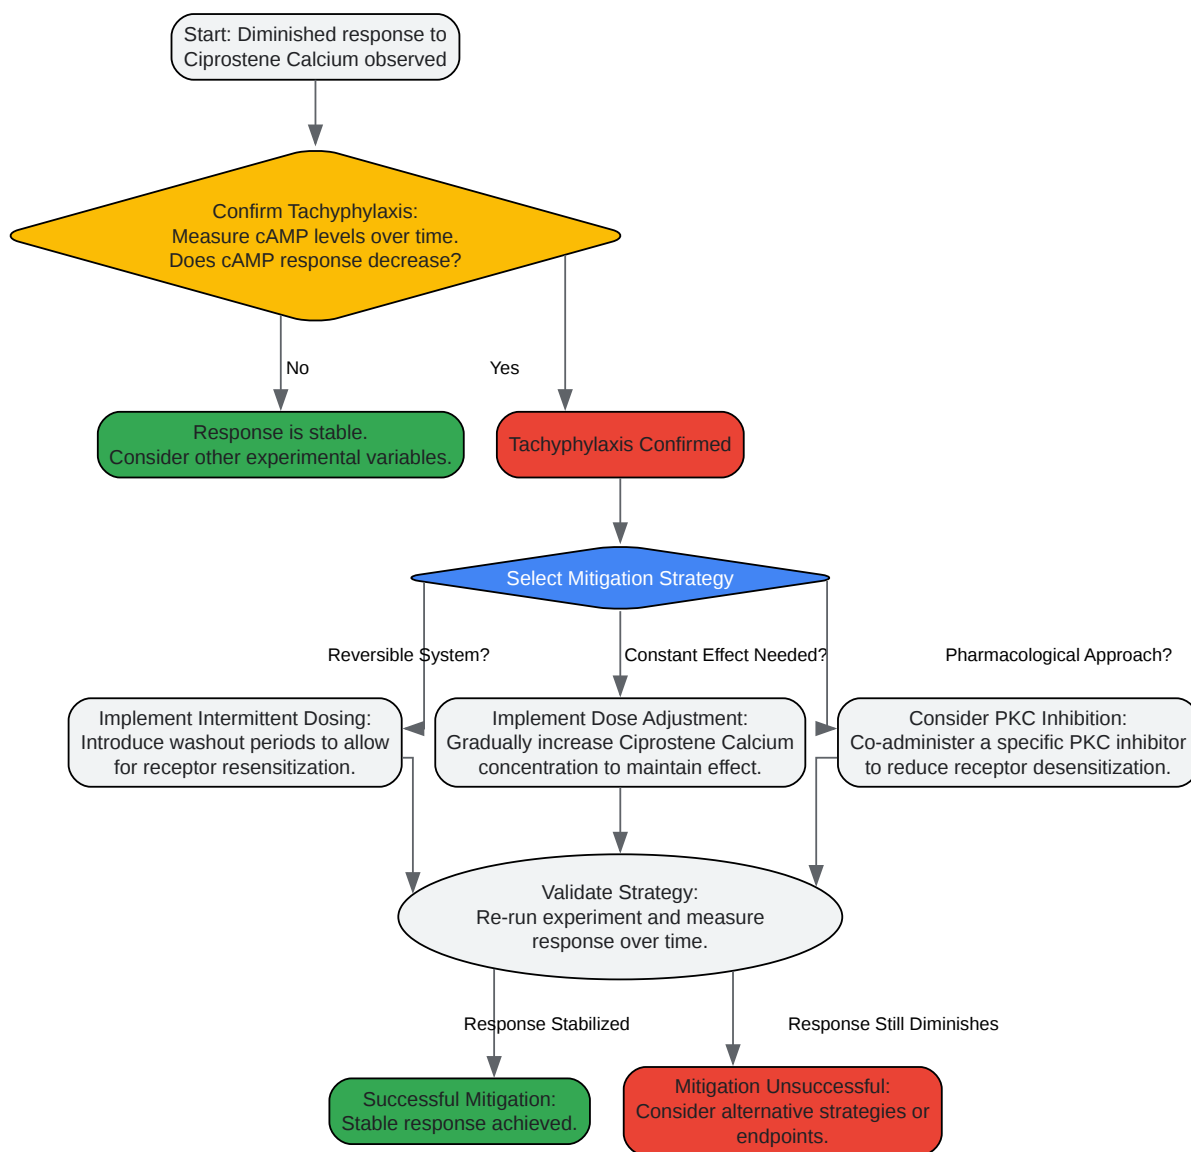 Start: Diminished response to
Ciprostene Calcium observed
Confirm Tachyphylaxis:
Measure cAMP levels over time.
Does cAMP response decrease?
No
Yes
Response is stable.
Consider other experimental variables.
Tachyphylaxis Confirmed
Select Mitigation Strategy
Reversible System?
Constant Effect Needed?
Pharmacological Approach?
Implement Intermittent Dosing:
Introduce washout periods to allow
for receptor resensitization.
Implement Dose Adjustment:
Gradually increase Ciprostene Calcium
concentration to maintain effect.
Consider PKC Inhibition:
Co-administer a specific PKC inhibitor
to reduce receptor desensitization.
Validate Strategy:
Re-run experiment and measure
response over time.
Response Stabilized
Response Still Diminishes
Successful Mitigation:
Stable response achieved.
Mitigation Unsuccessful:
Consider alternative strategies or
endpoints.